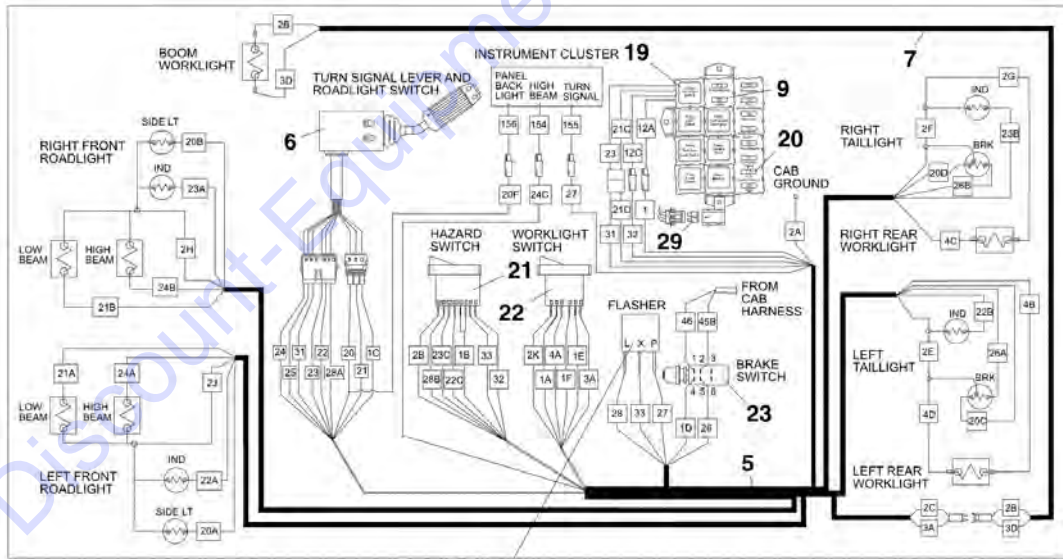 BOOM
WORKLIGHT
2B
3D
TURN SIGNAL LEVER AND
ROADLIGHT SWITCH
6
INSTRUMENT CLUSTER 19
PANEL
BACK
LIGHT
HIGH
BEAM
TURN
SIGNAL
156
154
155
20F
24C
27
21C
12A
23
12C
21D
1
31
32
9
20
29
CAB
GROUND
2A
7
RIGHT
TAILLIGHT
2G
IND
2F
23B
BRK
20D
26B
RIGHT REAR
WORKLIGHT
4C
RIGHT FRONT
ROADLIGHT
SIDE LT
20B
IND
23A
LOW
BEAM
HIGH
BEAM
2H
24B
21B
HAZARD
SWITCH
21
WORKLIGHT
SWITCH
22
24
31
22
20
1C
25
23
28A
21
2B
23C
1B
33
28B
22C
32
2K
4A
1E
1A
1F
3A
FLASHER
L X P
28
33
27
FROM
CAB
HARNESS
46
45B
1 2 3
4 5 6
BRAKE
SWITCH
23
1D
26
LEFT
TAILLIGHT
IND
22B
4B
2E
26A
BRK
20C
4D
LEFT REAR
WORKLIGHT
2C
3A
2B
3D
5
21A
24A
2J
LOW
BEAM
HIGH
BEAM
LEFT FRONT
ROADLIGHT
IND
22A
SIDE LT
20A
Discount-Equipme